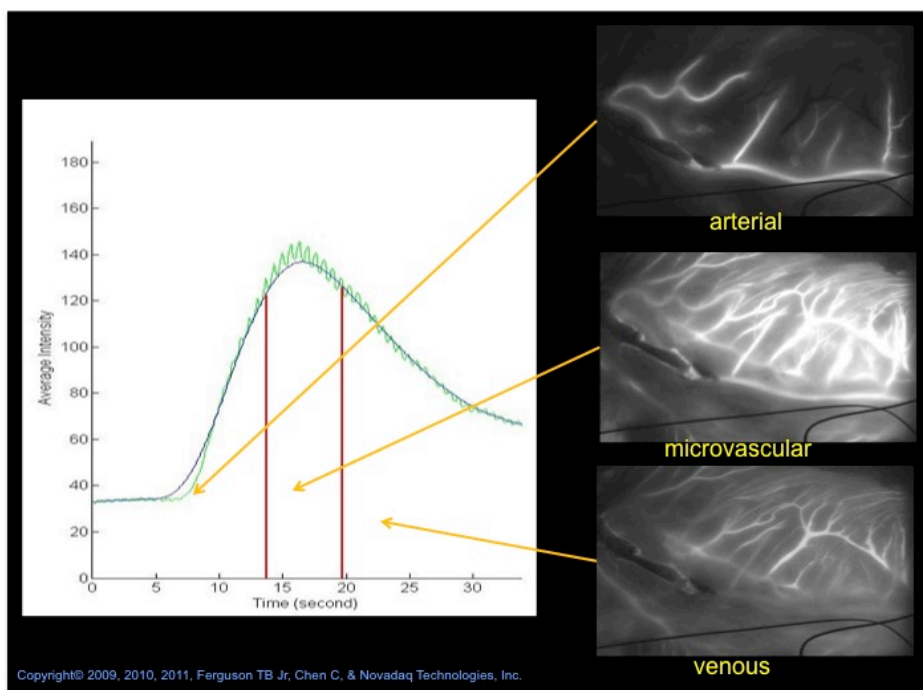 180
160
140
120
100
80
60
40
20
0
Average Intensity
0 5 10 15 20 25 30
Time (second)
arterial
microvascular
venous
Copyright© 2009, 2010, 2011, Ferguson TB Jr, Chen C, & Novadaq Technologies, Inc.